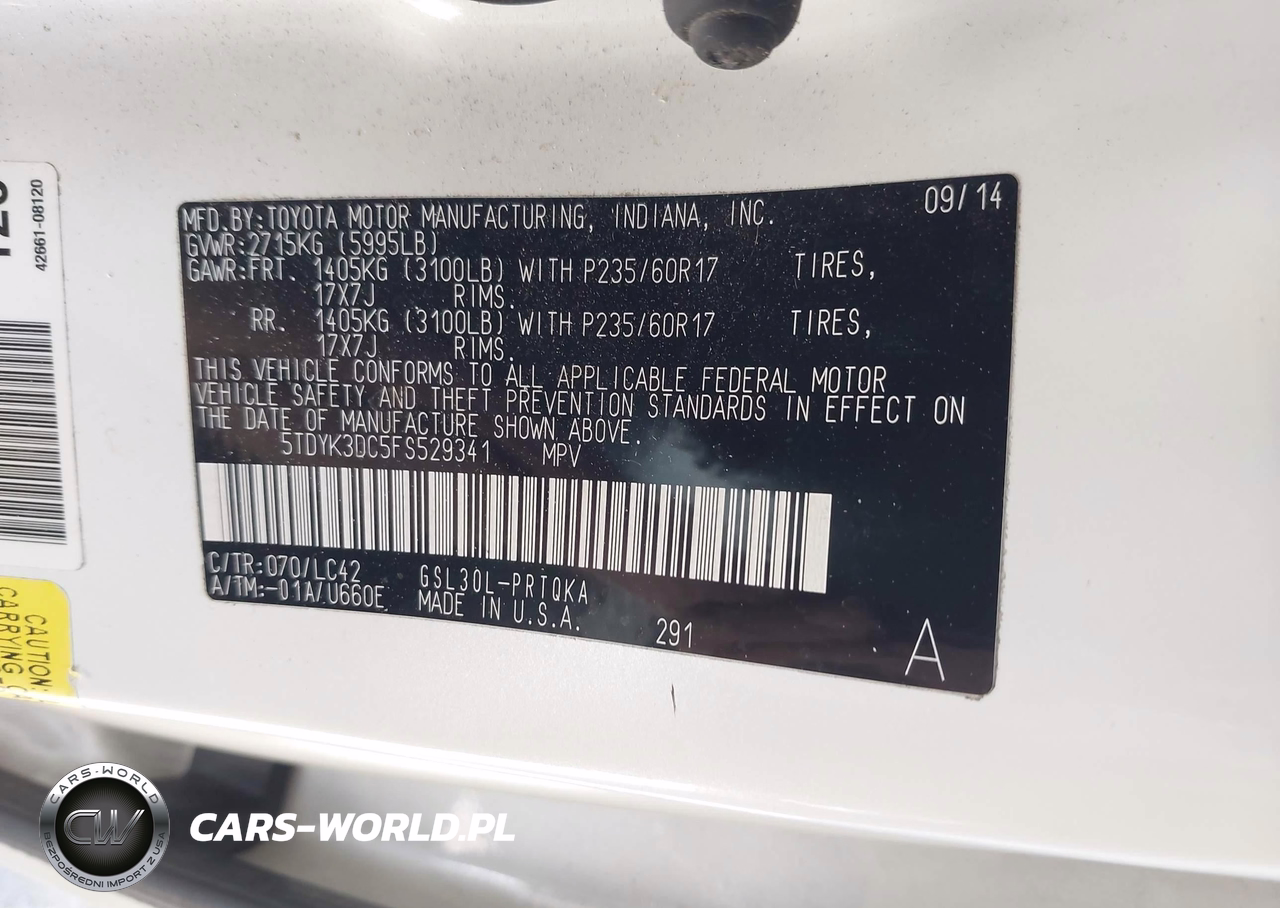 42661-08120
CAUTION:
CARRYING
MFD.BY:TOYOTA MOTOR MANUFACTURING, INDIANA, INC. 09/14
GVWR:2715KG (5995LB)
GAWR:FRT. 1405KG (3100LB) WITH P235/60R17 TIRES,
17X7J RIMS.
RR. 1405KG (3100LB) WITH P235/60R17 TIRES,
17X7J RIMS.
THIS VEHICLE CONFORMS TO ALL APPLICABLE FEDERAL MOTOR
VEHICLE SAFETY AND THEFT PREVENTION STANDARDS IN EFFECT ON
THE DATE OF MANUFACTURE SHOWN ABOVE.
5TDYK3DC5FS529341 MPV
C/TR:070/LC42 GSL30L-PRTQKA
A/TM:-01A/U660E MADE IN U.S.A.
291
A
CARS-WORLD
CW
BEZPOŚREDNI IMPORT Z USA
CARS-WORLD.PL